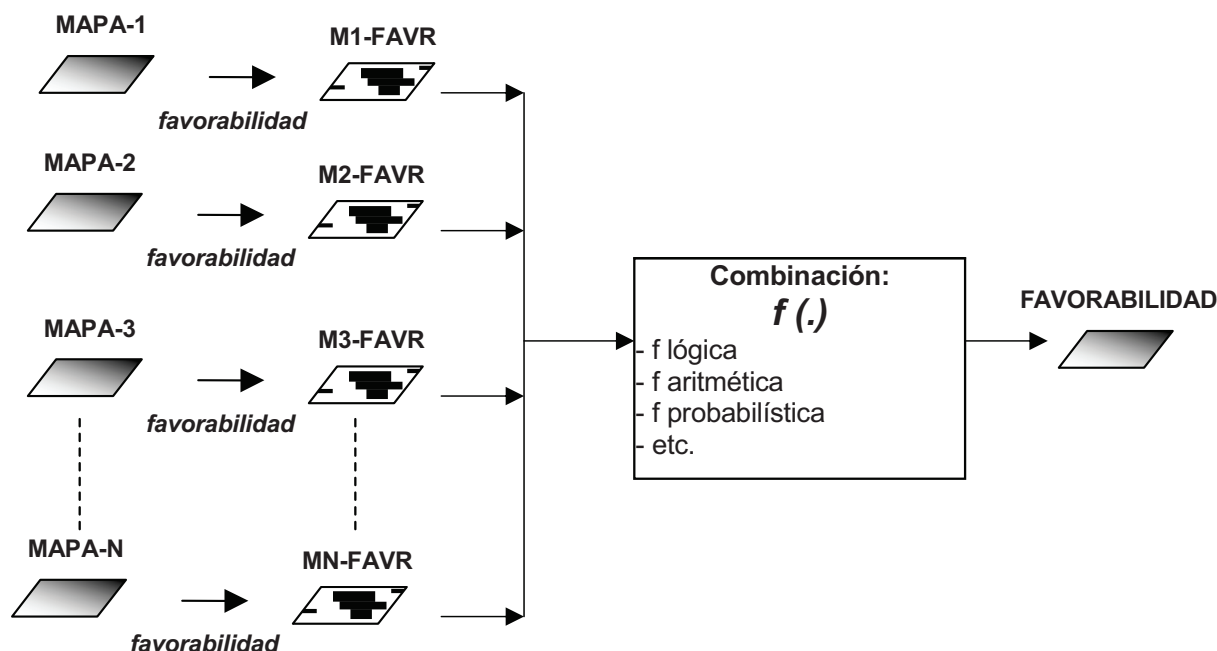 MAPA-1
M1-FAVR
favorabilidad
MAPA-2
M2-FAVR
favorabilidad
MAPA-3
M3-FAVR
favorabilidad
MAPA-N
MN-FAVR
favorabilidad
Combinación:
f (.)
- f lógica
- f aritmética
- f probabilística
- etc.
FAVORABILIDAD